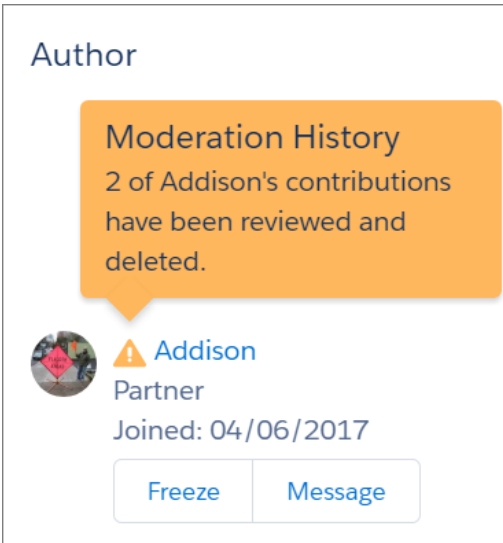 Author
Moderation History
2 of Addison's contributions
have been reviewed and
deleted.
Addison
Partner
Joined: 04/06/2017
Freeze
Message